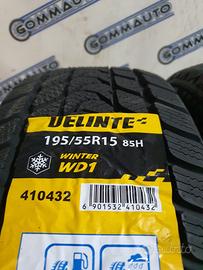 GOMMAUTO
GOMMAUTO
DELINTE
195/55R15 85H
WINTER
WD1
410432
6 901532 410432